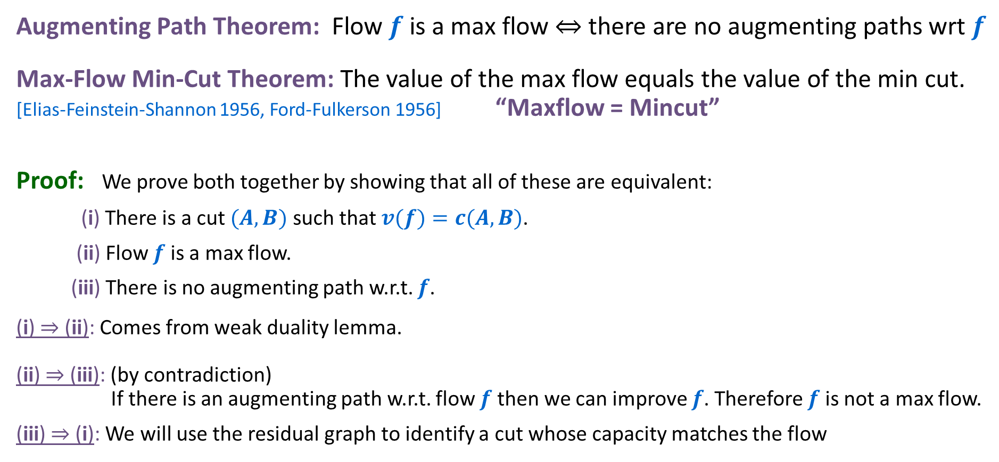 Augmenting Path Theorem: Flow f is a max flow ⇔ there are no augmenting paths wrt f
Max-Flow Min-Cut Theorem: The value of the max flow equals the value of the min cut.
[Elias-Feinstein-Shannon 1956, Ford-Fulkerson 1956] “Maxflow = Mincut”
Proof: We prove both together by showing that all of these are equivalent:
(i) There is a cut (A, B) such that v(f) = c(A, B).
(ii) Flow f is a max flow.
(iii) There is no augmenting path w.r.t. f.
(i) ⇒ (ii): Comes from weak duality lemma.
(ii) ⇒ (iii): (by contradiction)
If there is an augmenting path w.r.t. flow f then we can improve f. Therefore f is not a max flow.
(iii) ⇒ (i): We will use the residual graph to identify a cut whose capacity matches the flow